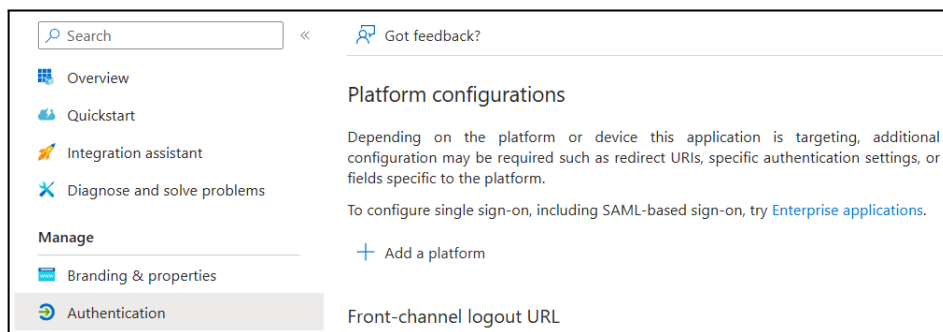 Search
Overview
Quickstart
Integration assistant
Diagnose and solve problems
Manage
Branding & properties
Authentication
Got feedback?
Platform configurations
Depending on the platform or device this application is targeting, additional
configuration may be required such as redirect URIs, specific authentication settings, or
fields specific to the platform.
To configure single sign-on, including SAML-based sign-on, try Enterprise applications.
Add a platform
Front-channel logout URL